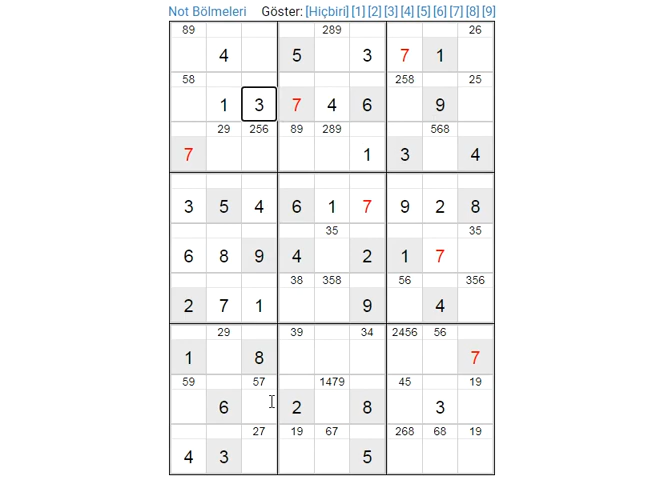 Not Bölmeleri Göster: [Hiçbiri] [1] [2] [3] [4] [5] [6] [7] [8] [9]
89 289 26
4 5 3 7 1
58 258 25
1 3 7 4 6 9
29 256 89 289 568
7 1 3 4
3 5 4 6 1 7 9 2 8
35 35
6 8 9 4 2 1 7
38 358 56 356
2 7 1 9 4
29 39 34 2456 56
1 8 7
59 57 1479 45 19
6 2 8 3
27 19 67 268 68 19
4 3 5